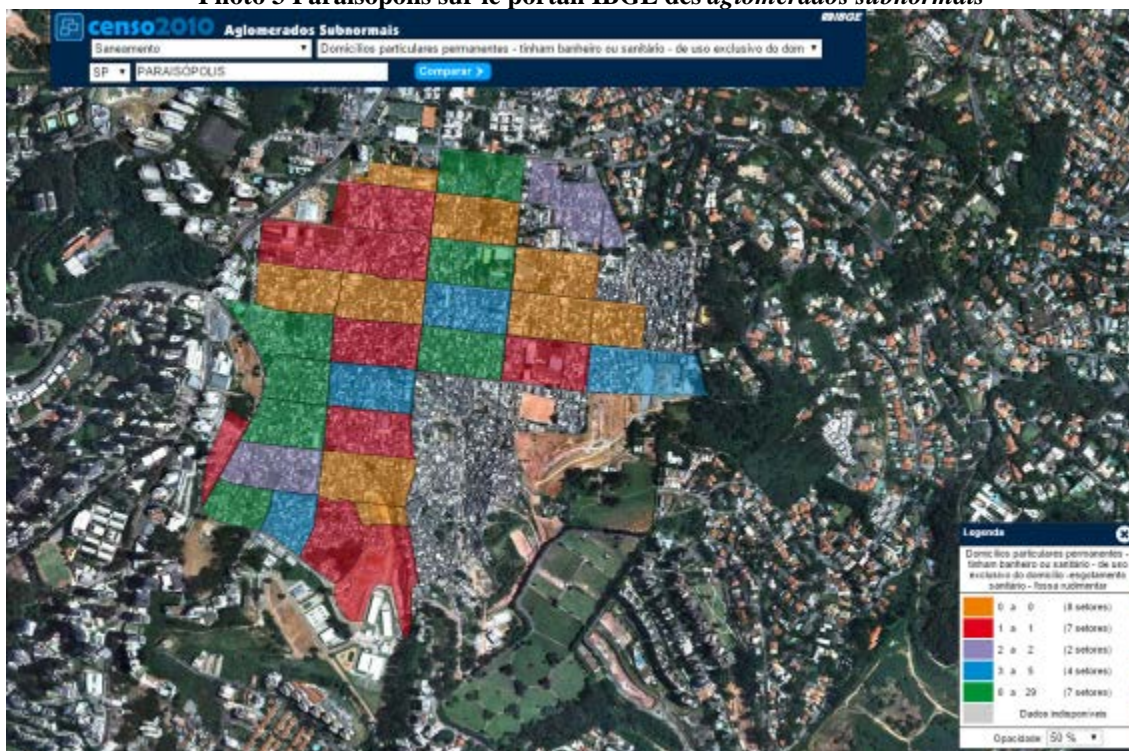 Photo 3 Paraisópolis sur le portail IBGE des aglomerados subnormais
IBGE
censo2010 Aglomerados Subnormais
Saneamento Domicílios particulares permanentes - tinham banheiro ou sanitário - de uso exclusivo do dom
SP PARAISÓPOLIS Comparar >
Legenda
Domicílios particulares permanentes -
tinham banheiro ou sanitário - de uso
exclusivo do domicílio -esgotamento
sanitário - fossa rudimentar
0 a 0 (8 setores)
1 a 1 (7 setores)
2 a 2 (2 setores)
3 a 5 (4 setores)
6 a 29 (7 setores)
Dados indisponíveis
Opacidade: 50 %